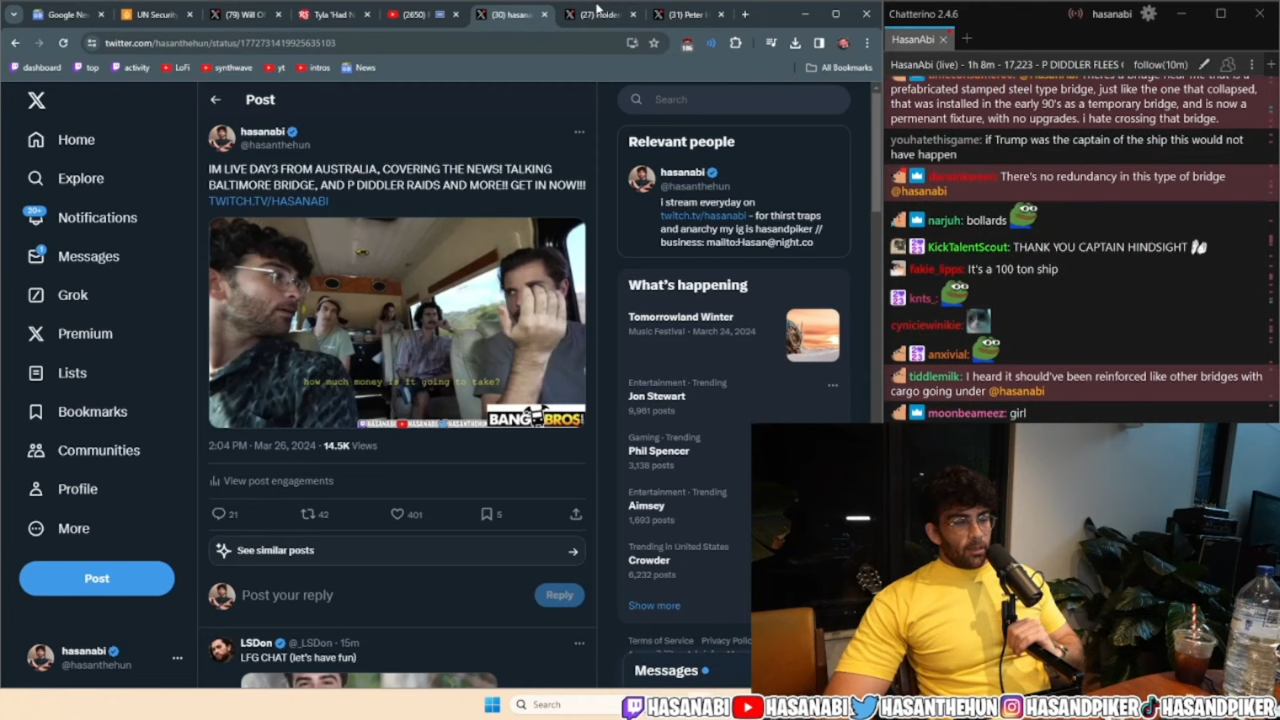 Google Ne
UN Securit
(79) Will O
Tyla 'Had N
(2650)
(30) hasana
(31) Peter
twitter.com/hasanthehun/status/1772731419925635103
dashboard
top
activity
LoFi
synthwave
yt
intros
News
All Bookmarks
Home
Explore
20+
Notifications
1
Messages
Grok
Premium
Lists
Bookmarks
Communities
Profile
More
Post
hasanabi
@hasanthehun
Post
hasanabi
@hasanthehun
IM LIVE DAY3 FROM AUSTRALIA, COVERING THE NEWS! TALKING
BALTIMORE BRIDGE, AND P DIDDLER RAIDS AND MORE!! GET IN NOW!!!
TWITCH.TV/HASANABI
how much money is it going to take?
HASANABI HASANABI HASANTHEHUN
BANGBROS!
2:04 PM · Mar 26, 2024 · 14.5K Views
View post engagements
21
42
401
5
See similar posts
Post your reply
Reply
LSDon @_LSDon · 15m
LFG CHAT (let's have fun)
Search
Relevant people
hasanabi
@hasanthehun
i stream everyday on
twitch.tv/hasanabi - for thirst traps
and anarchy my ig is hasandpiker //
business: mailto:Hasan@night.co
What's happening
Tomorrowland Winter
Music Festival · March 24, 2024
Entertainment · Trending
Jon Stewart
9,961 posts
Gaming · Trending
Phil Spencer
3,138 posts
Entertainment · Trending
Aimsey
1,693 posts
Trending in United States
Crowder
6,232 posts
Show more
Terms of Service Privacy Polic
Messages
Chatterino 2.4.6
hasanabi
HasanAbi
HasanAbi (live) - 1h 8m - 17,223 - P DIDDLER FLEES
follow(10m)
prefabricated stamped steel type bridge, just like the one that collapsed,
that was installed in the early 90's as a temporary bridge, and is now a
permenant fixture, with no upgrades. i hate crossing that bridge.
youhatethisgame: if Trump was the captain of the ship this would not
have happen
There's no redundancy in this type of bridge
@hasanabi
narjuh: bollards
KickTalentScout: THANK YOU CAPTAIN HINDSIGHT
fakie_lipps: It's a 100 ton ship
knts_:
cyniciewinikie:
anxivial:
tiddlemilk: I heard it should've been reinforced like other bridges with
cargo going under @hasanabi
moonbeameez: girl
Search
HASANABI
HASANABI
HASANTHEHUN
HASANDPIKER
HASANDPIKER